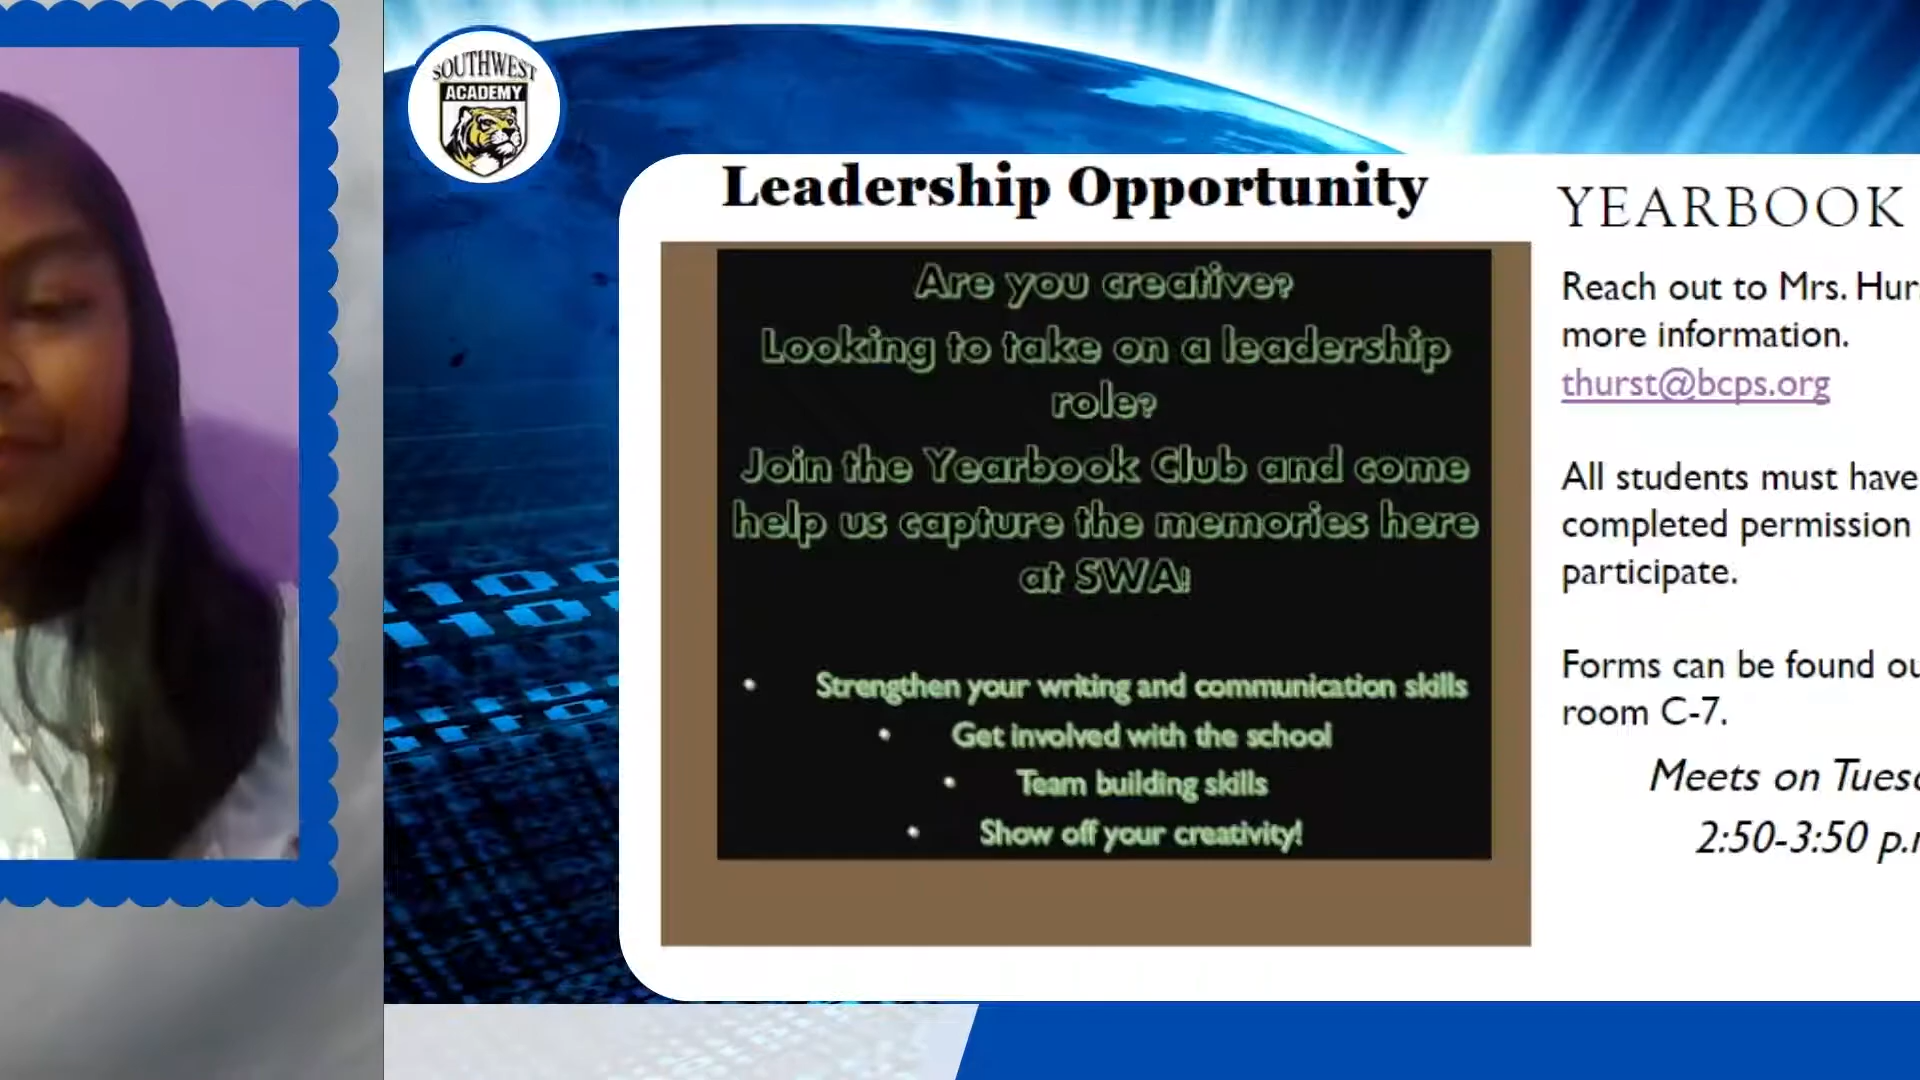 SOUTHWEST
ACADEMY
Leadership Opportunity
Are you creative?
Looking to take on a leadership
role?
Join the Yearbook Club and come
help us capture the memories here
at SWA!
• Strengthen your writing and communication skills
• Get involved with the school
• Team building skills
• Show off your creativity!
YEARBOOK
Reach out to Mrs. Hur
more information.
thurst@bcps.org
All students must have
completed permission
participate.
Forms can be found ou
room C-7.
Meets on Tues
2:50-3:50 p.